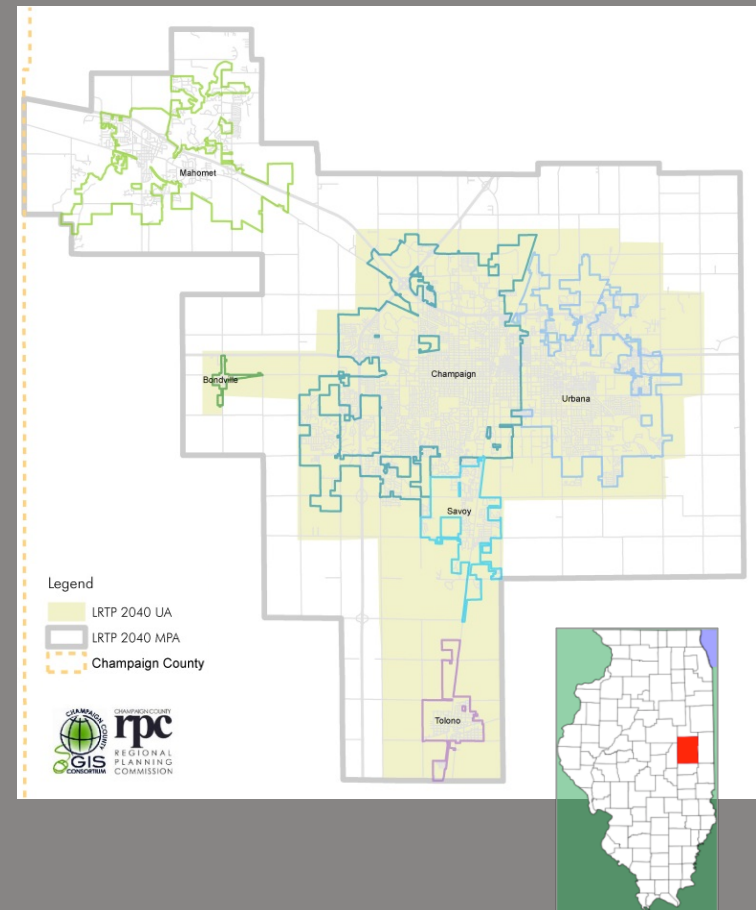 Mahomet
Bondville
Champaign
Urbana
Savoy
Tolono
Legend
LRTP 2040 UA
LRTP 2040 MPA
Champaign County
CHAMPAIGN COUNTY
GIS
CONSORTIUM
CHAMPAIGN COUNTY
rpc
REGIONAL
PLANNING
COMMISSION